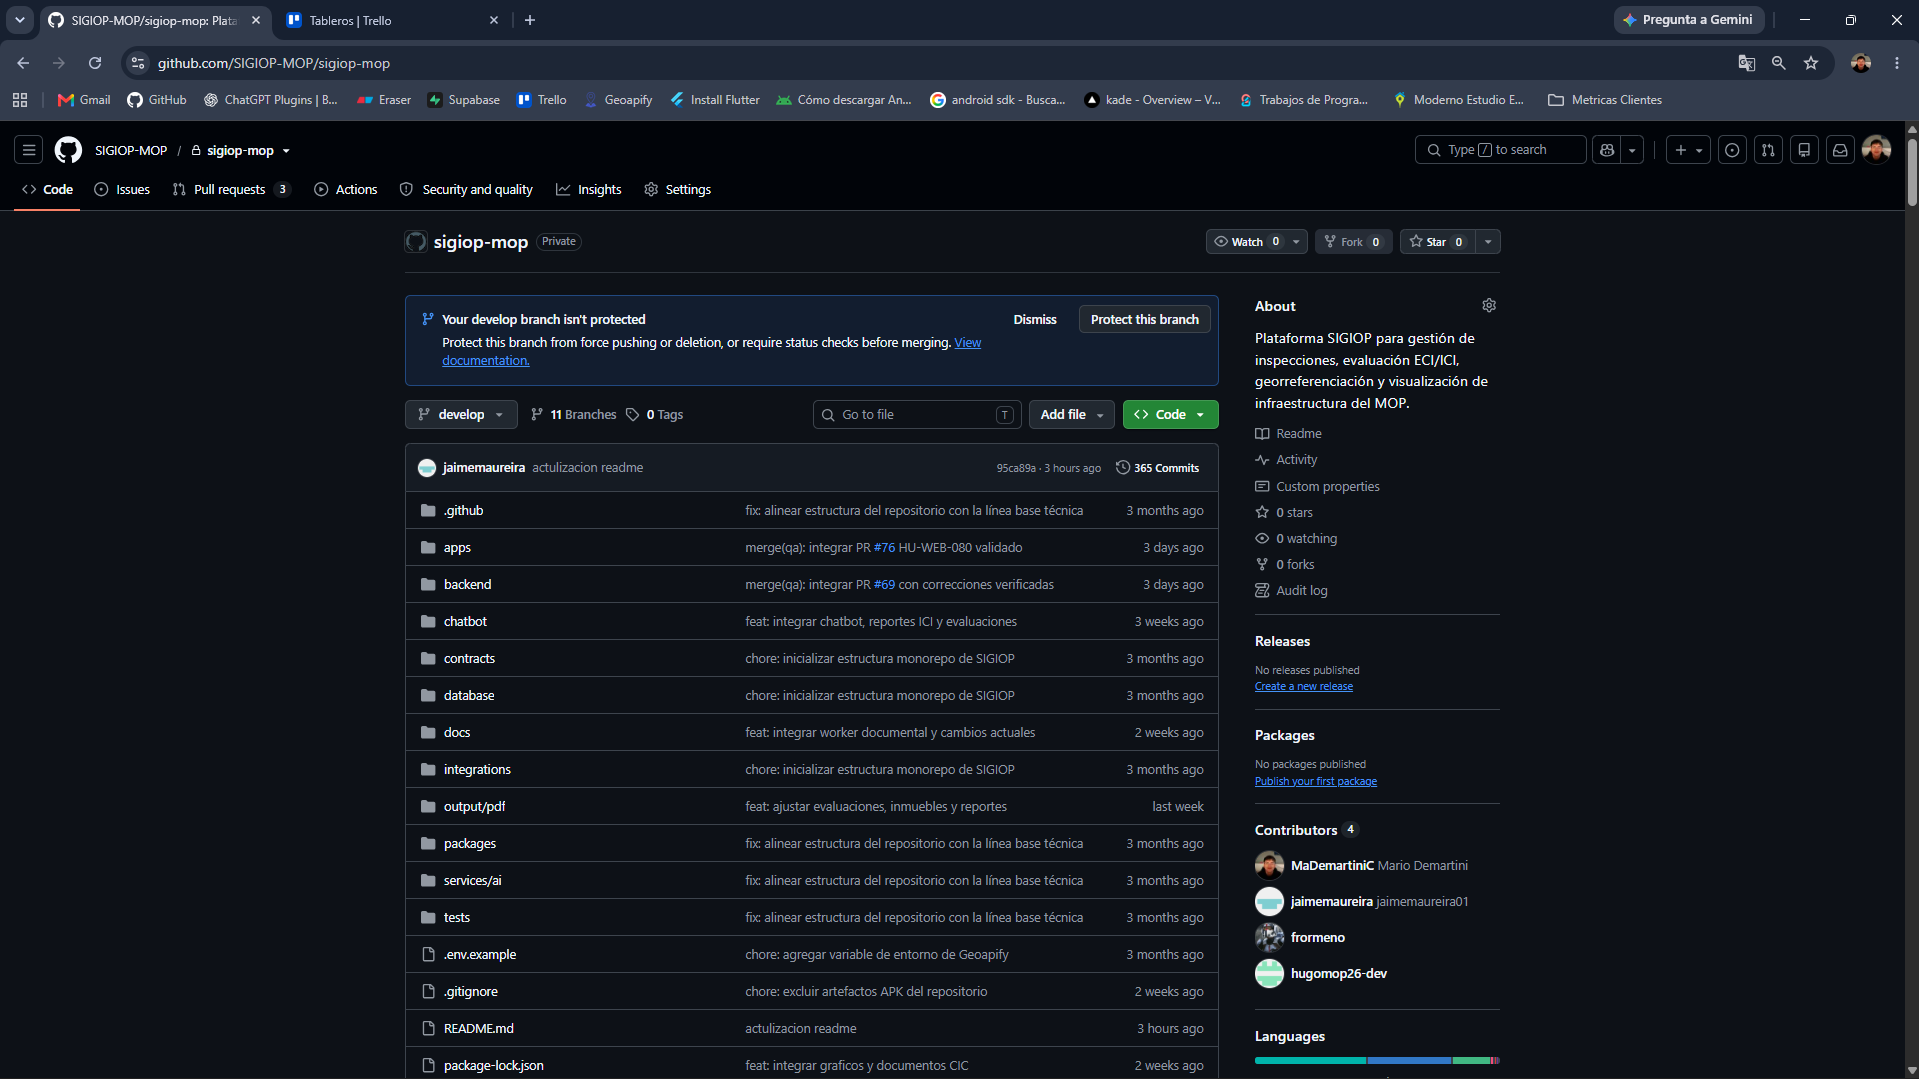 SIGIOP-MOP/sigiop-mop: Plata
Tableros | Trello
Pregunta a Gemini
github.com/SIGIOP-MOP/sigiop-mop
Gmail
GitHub
ChatGPT Plugins | B...
Eraser
Supabase
Trello
Geoapify
Install Flutter
Cómo descargar An...
android sdk - Busca...
kade - Overview – V...
Trabajos de Progra...
Moderno Estudio E...
Metricas Clientes
SIGIOP-MOP / sigiop-mop
Type / to search
Code
Issues
Pull requests 3
Actions
Security and quality
Insights
Settings
sigiop-mop Private
Watch 0
Fork 0
Star 0
Your develop branch isn't protected
Protect this branch from force pushing or deletion, or require status checks before merging. View
documentation.
Dismiss
Protect this branch
develop
11 Branches
0 Tags
Go to file T
Add file
Code
jaimemaureira actulizacion readme 95ca89a · 3 hours ago 365 Commits
.github fix: alinear estructura del repositorio con la línea base técnica 3 months ago
apps merge(qa): integrar PR #76 HU-WEB-080 validado 3 days ago
backend merge(qa): integrar PR #69 con correcciones verificadas 3 days ago
chatbot feat: integrar chatbot, reportes ICI y evaluaciones 3 weeks ago
contracts chore: inicializar estructura monorepo de SIGIOP 3 months ago
database chore: inicializar estructura monorepo de SIGIOP 3 months ago
docs feat: integrar worker documental y cambios actuales 2 weeks ago
integrations chore: inicializar estructura monorepo de SIGIOP 3 months ago
output/pdf feat: ajustar evaluaciones, inmuebles y reportes last week
packages fix: alinear estructura del repositorio con la línea base técnica 3 months ago
services/ai fix: alinear estructura del repositorio con la línea base técnica 3 months ago
tests fix: alinear estructura del repositorio con la línea base técnica 3 months ago
.env.example chore: agregar variable de entorno de Geoapify 3 months ago
.gitignore chore: excluir artefactos APK del repositorio 2 weeks ago
README.md actulizacion readme 3 hours ago
package-lock.json feat: integrar graficos y documentos CIC 2 weeks ago
About
Plataforma SIGIOP para gestión de
inspecciones, evaluación ECI/ICI,
georreferenciación y visualización de
infraestructura del MOP.
Readme
Activity
Custom properties
0 stars
0 watching
0 forks
Audit log
Releases
No releases published
Create a new release
Packages
No packages published
Publish your first package
Contributors 4
MaDemartiniC Mario Demartini
jaimemaureira jaimemaureira01
frormeno
hugomop26-dev
Languages